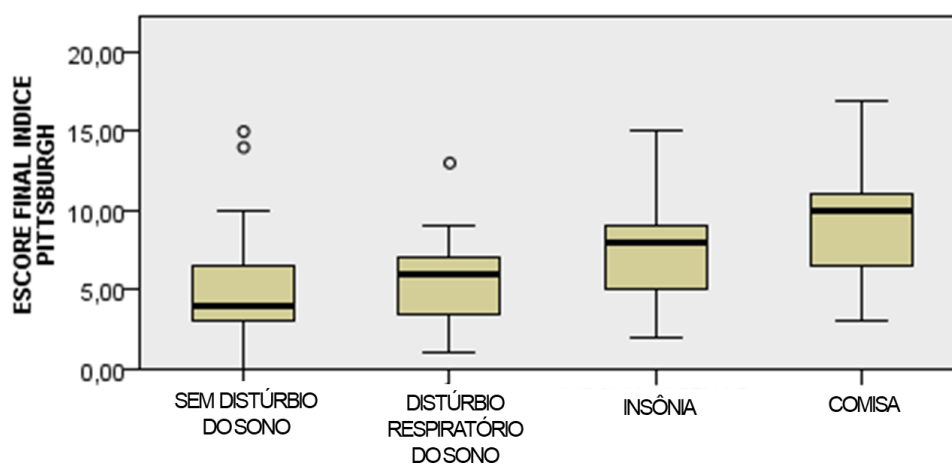 ESCORE FINAL INDICE
PITTSBURGH
20,00
15,00
10,00
5,00
0,00
SEM DISTÚRBIO
DO SONO
DISTÚRBIO
RESPIRATÓRIO
DO SONO
INSÔNIA
COMISA